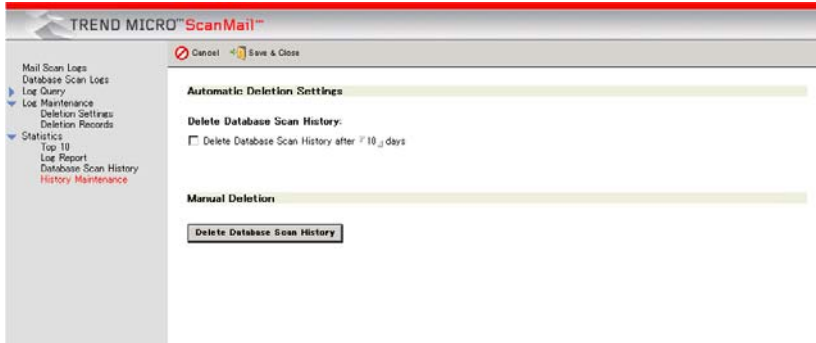 TREND MICRO™ ScanMail™
Cancel Save & Close
Mail Scan Logs
Database Scan Logs
Log Query
Log Maintenance
Deletion Settings
Deletion Records
Statistics
Top 10
Log Report
Database Scan History
History Maintenance
Automatic Deletion Settings
Delete Database Scan History:
Delete Database Scan History after 『10 』 days
Manual Deletion
Delete Database Scan History